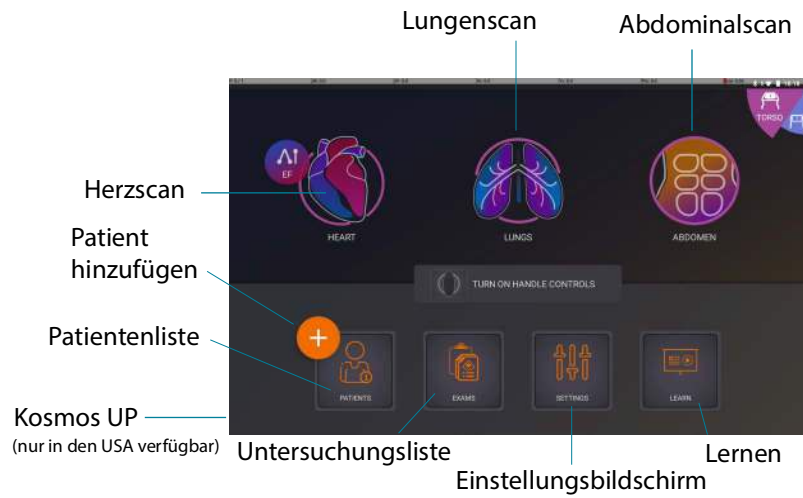 Lungenscan
Abdominalscan
TORSO
AI
EF
Herzscan
HEART
LUNGS
ABDOMEN
Patient
hinzufügen
TURN ON HANDLE CONTROLS
+
Patientenliste
PATIENTS
EXAMS
SETTINGS
LEARN
Kosmos UP
(nur in den USA verfügbar)
Untersuchungsliste
Lernen
Einstellungsbildschirm